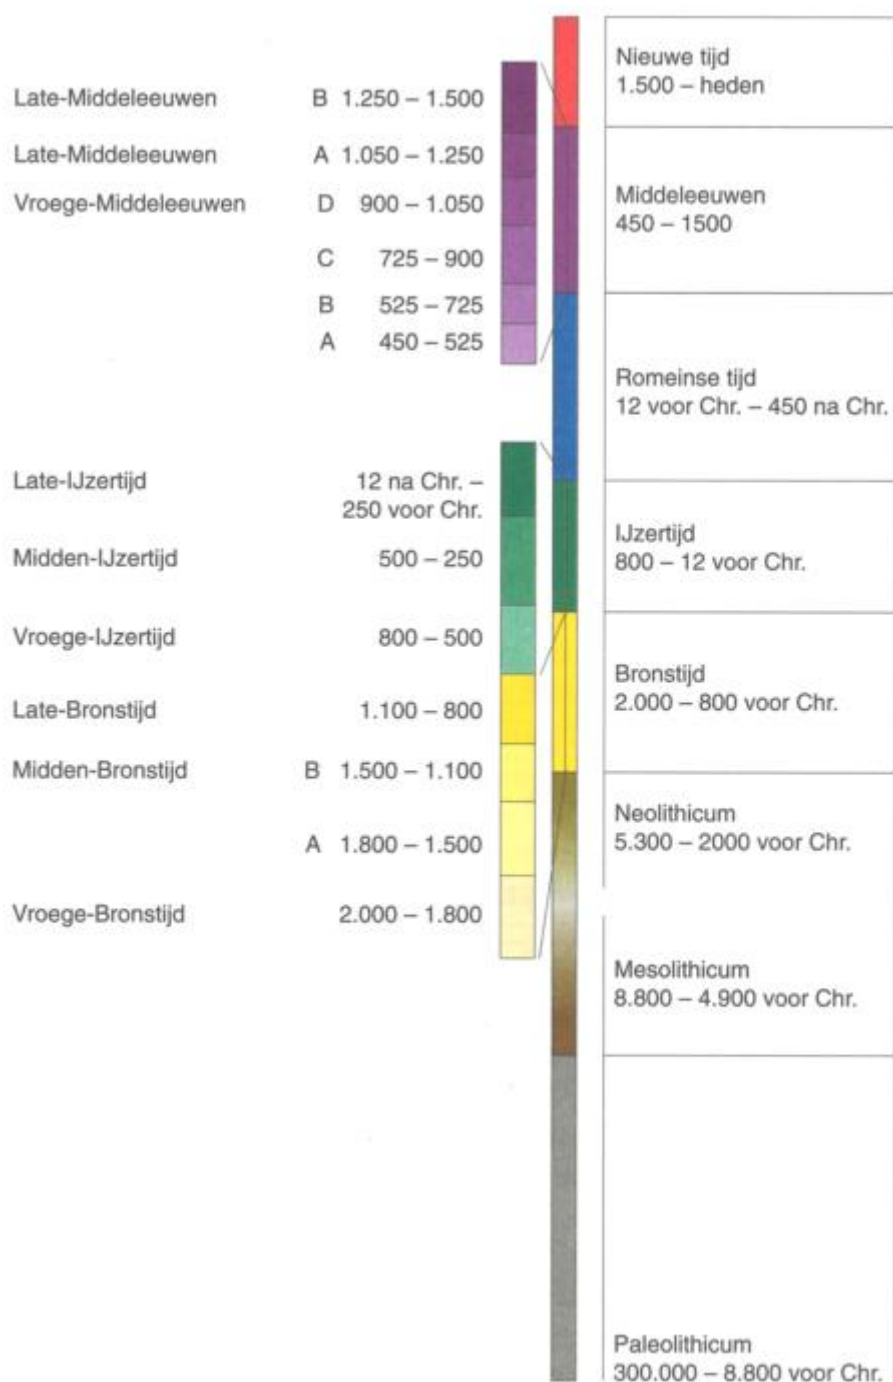 Late-Middeleeuwen B 1.250 – 1.500
Late-Middeleeuwen A 1.050 – 1.250
Vroege-Middeleeuwen D 900 – 1.050
C 725 – 900
B 525 – 725
A 450 – 525
Late-IJzertijd 12 na Chr. –
250 voor Chr.
Midden-IJzertijd 500 – 250
Vroege-IJzertijd 800 – 500
Late-Bronstijd 1.100 – 800
Midden-Bronstijd B 1.500 – 1.100
A 1.800 – 1.500
Vroege-Bronstijd 2.000 – 1.800
Nieuwe tijd
1.500 – heden
Middeleeuwen
450 – 1500
Romeinse tijd
12 voor Chr. – 450 na Chr.
IJzertijd
800 – 12 voor Chr.
Bronstijd
2.000 – 800 voor Chr.
Neolithicum
5.300 – 2000 voor Chr.
Mesolithicum
8.800 – 4.900 voor Chr.
Paleolithicum
300.000 – 8.800 voor Chr.